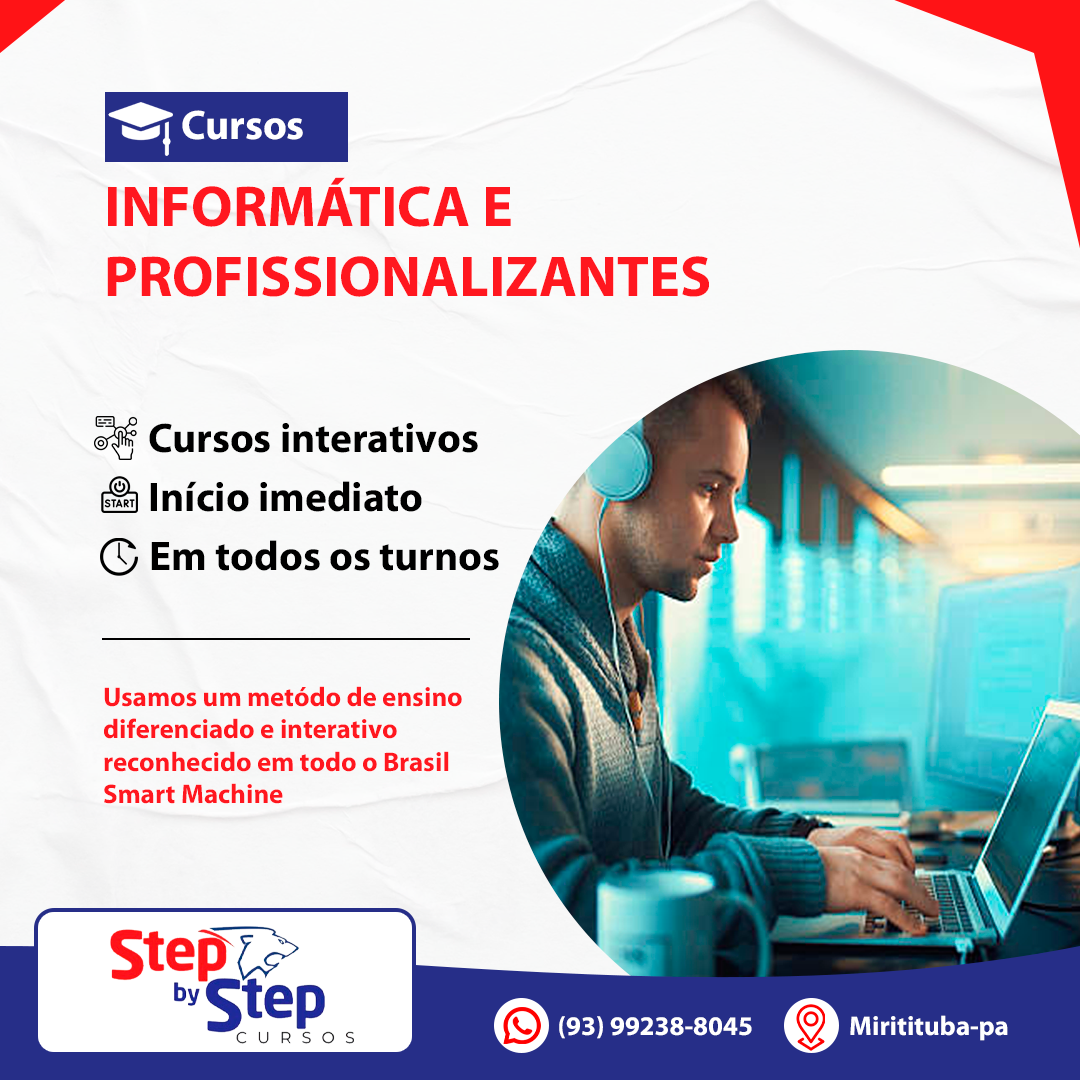 Cursos
INFORMÁTICA E
PROFISSIONALIZANTES
Cursos interativos
START
Início imediato
Em todos os turnos
Usamos um metódo de ensino
diferenciado e interativo
reconhecido em todo o Brasil
Smart Machine
Step
by Step
CURSOS
(93) 99238-8045
Miritituba-pa